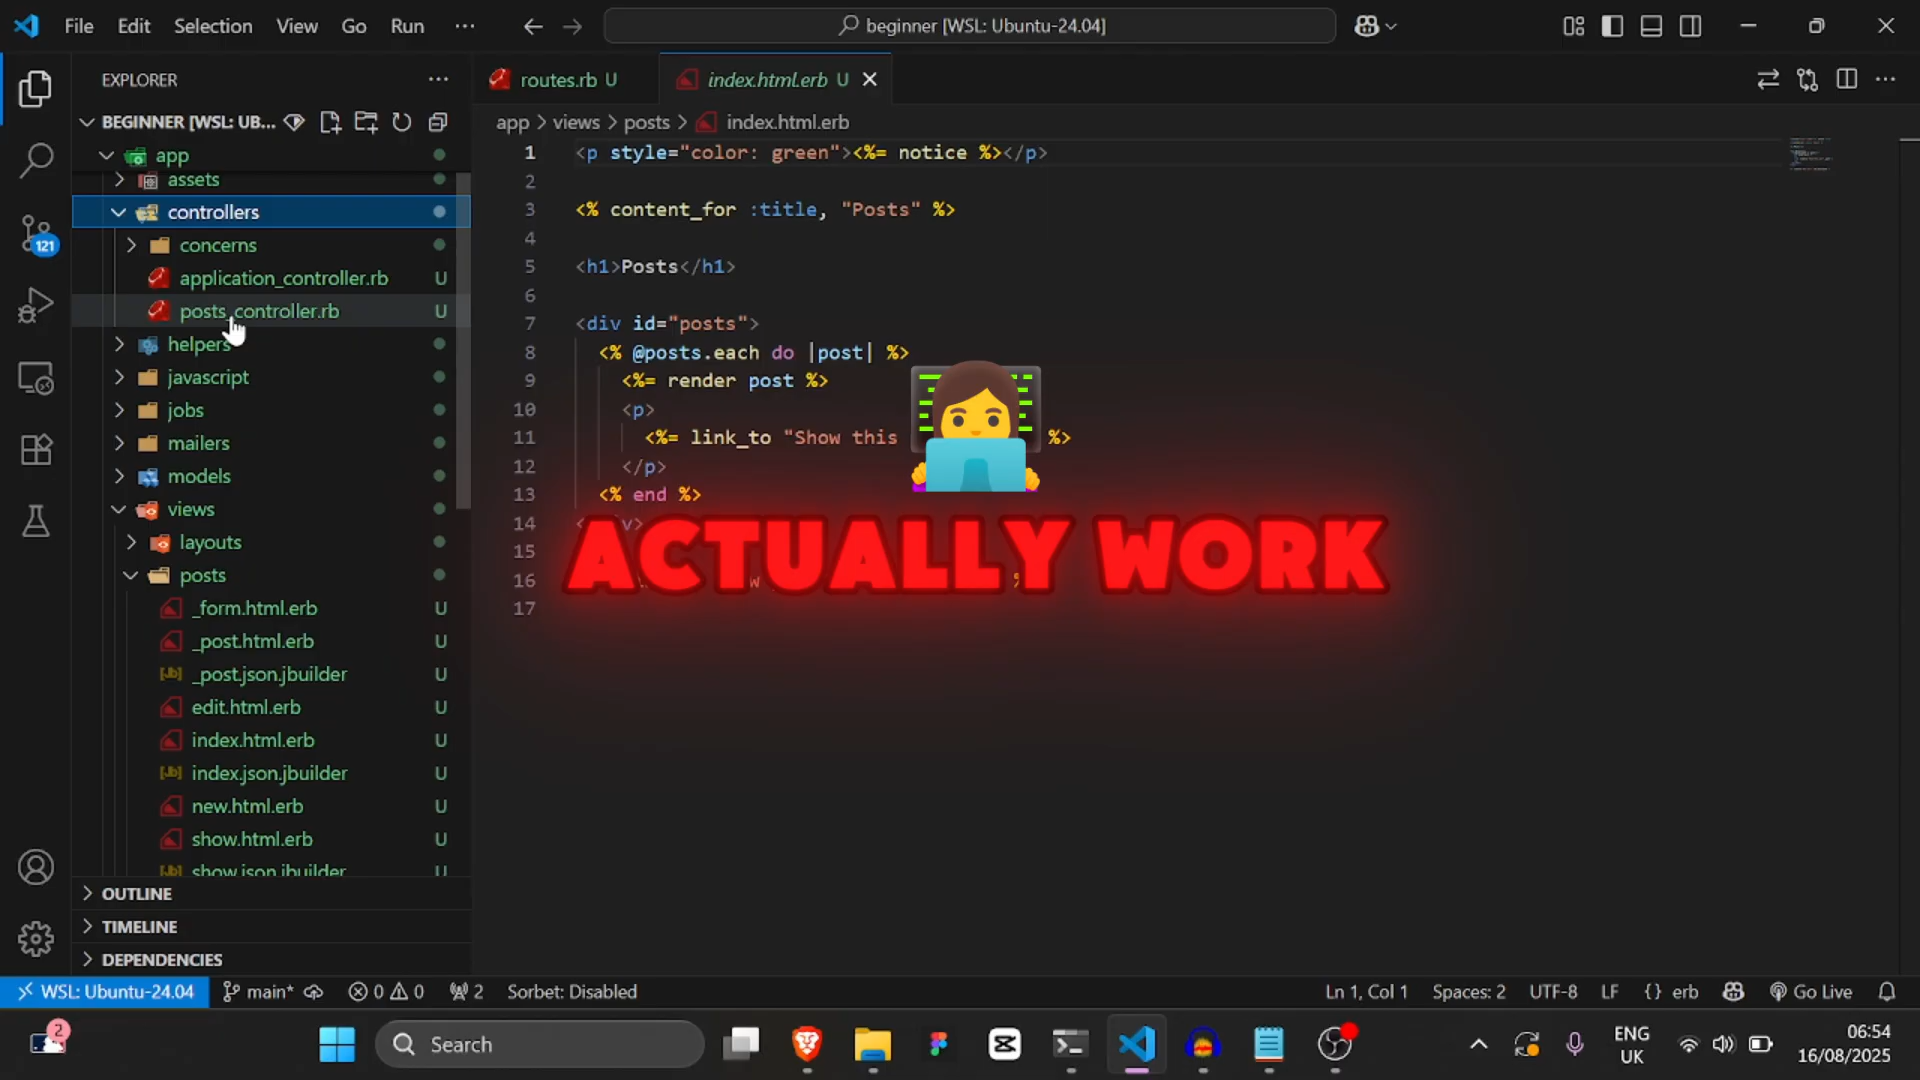 File Edit Selection View Go Run ···
beginner [WSL: Ubuntu-24.04]
EXPLORER
BEGINNER [WSL: UB...
app
assets
controllers
concerns
application_controller.rb U
posts_controller.rb U
helpers
javascript
jobs
mailers
models
views
layouts
posts
_form.html.erb U
_post.html.erb U
_post.json.jbuilder U
edit.html.erb U
index.html.erb U
index.json.jbuilder U
new.html.erb U
show.html.erb U
show.json.jbuilder U
OUTLINE
TIMELINE
DEPENDENCIES
121
routes.rb U
index.html.erb U
app > views > posts > index.html.erb
1 <p style="color: green"><%= notice %></p>
2
3 <% content_for :title, "Posts" %>
4
5 <h1>Posts</h1>
6
7 <div id="posts">
8 <% @posts.each do |post| %>
9 <%= render post %>
10 <p>
11 <%= link_to "Show this %>
12 </p>
13 <% end %>
14
15
16
17
ACTUALLY WORK
WSL: Ubuntu-24.04 main* 0 0 2 Sorbet: Disabled
Ln 1, Col 1 Spaces: 2 UTF-8 LF {} erb Go Live
2
Search
ENG
UK
06:54
16/08/2025